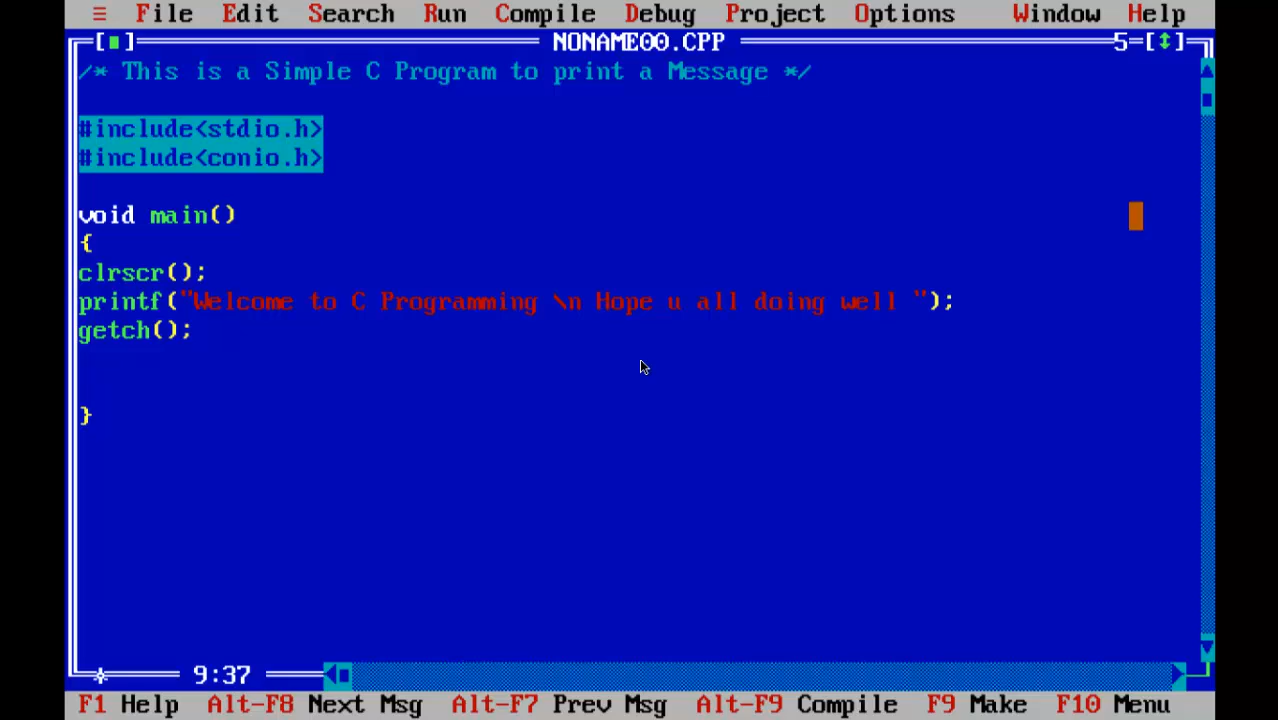 ≡ File Edit Search Run Compile Debug Project Options Window Help
[■] NONAME00.CPP 5=[↕]
/* This is a Simple C Program to print a Message */
#include<stdio.h>
#include<conio.h>
void main()
{
clrscr();
printf("Welcome to C Programming \n Hope u all doing well ");
getch();
}
9:37
F1 Help Alt-F8 Next Msg Alt-F7 Prev Msg Alt-F9 Compile F9 Make F10 Menu